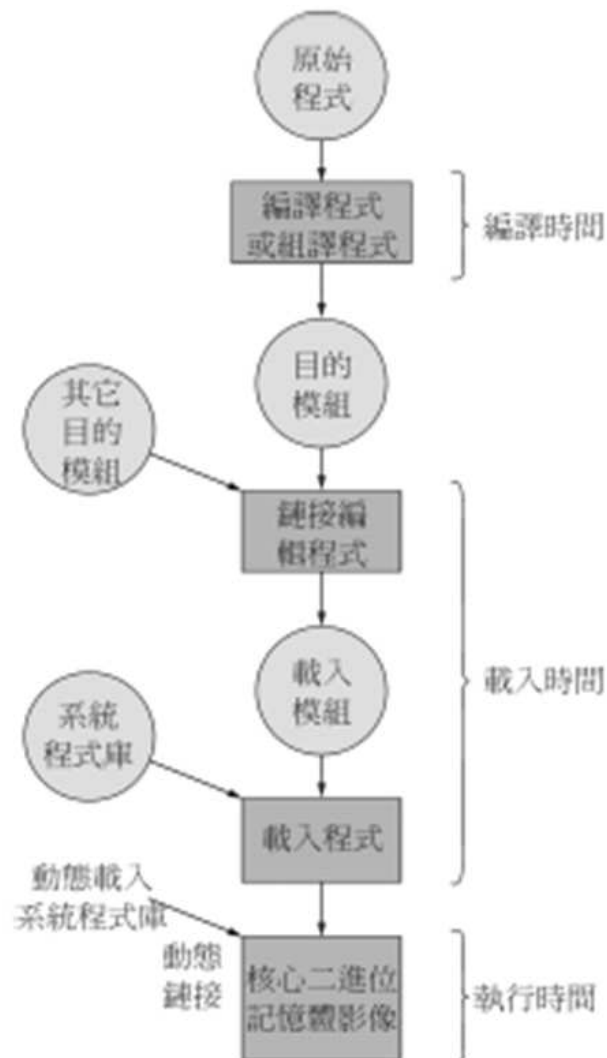 原始
程式
編譯程式
或組譯程式
編譯時間
目的
模組
其它
目的
模組
鏈接編
輯程式
載入
模組
載入時間
系統
程式庫
載入程式
動態載入
系統程式庫
動態
鏈接
核心二進位
記憶體影像
執行時間